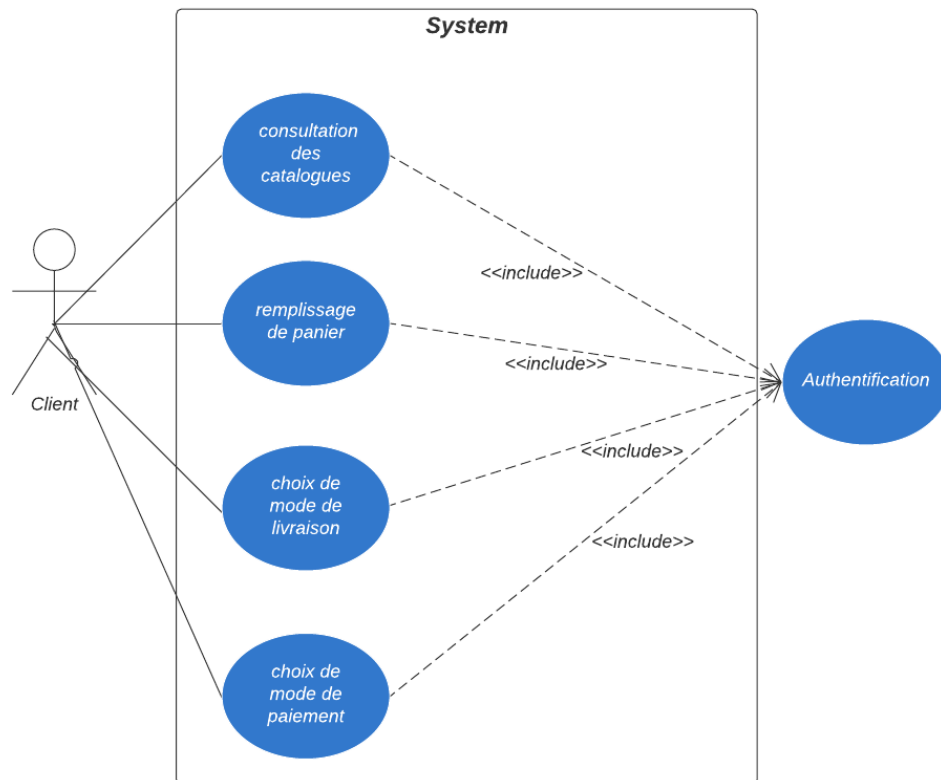 System
consultation
des
catalogues
<<include>>
remplissage
de panier
<<include>>
Authentification
Client
choix de
mode de
livraison
<<include>>
<<include>>
choix de
mode de
paiement